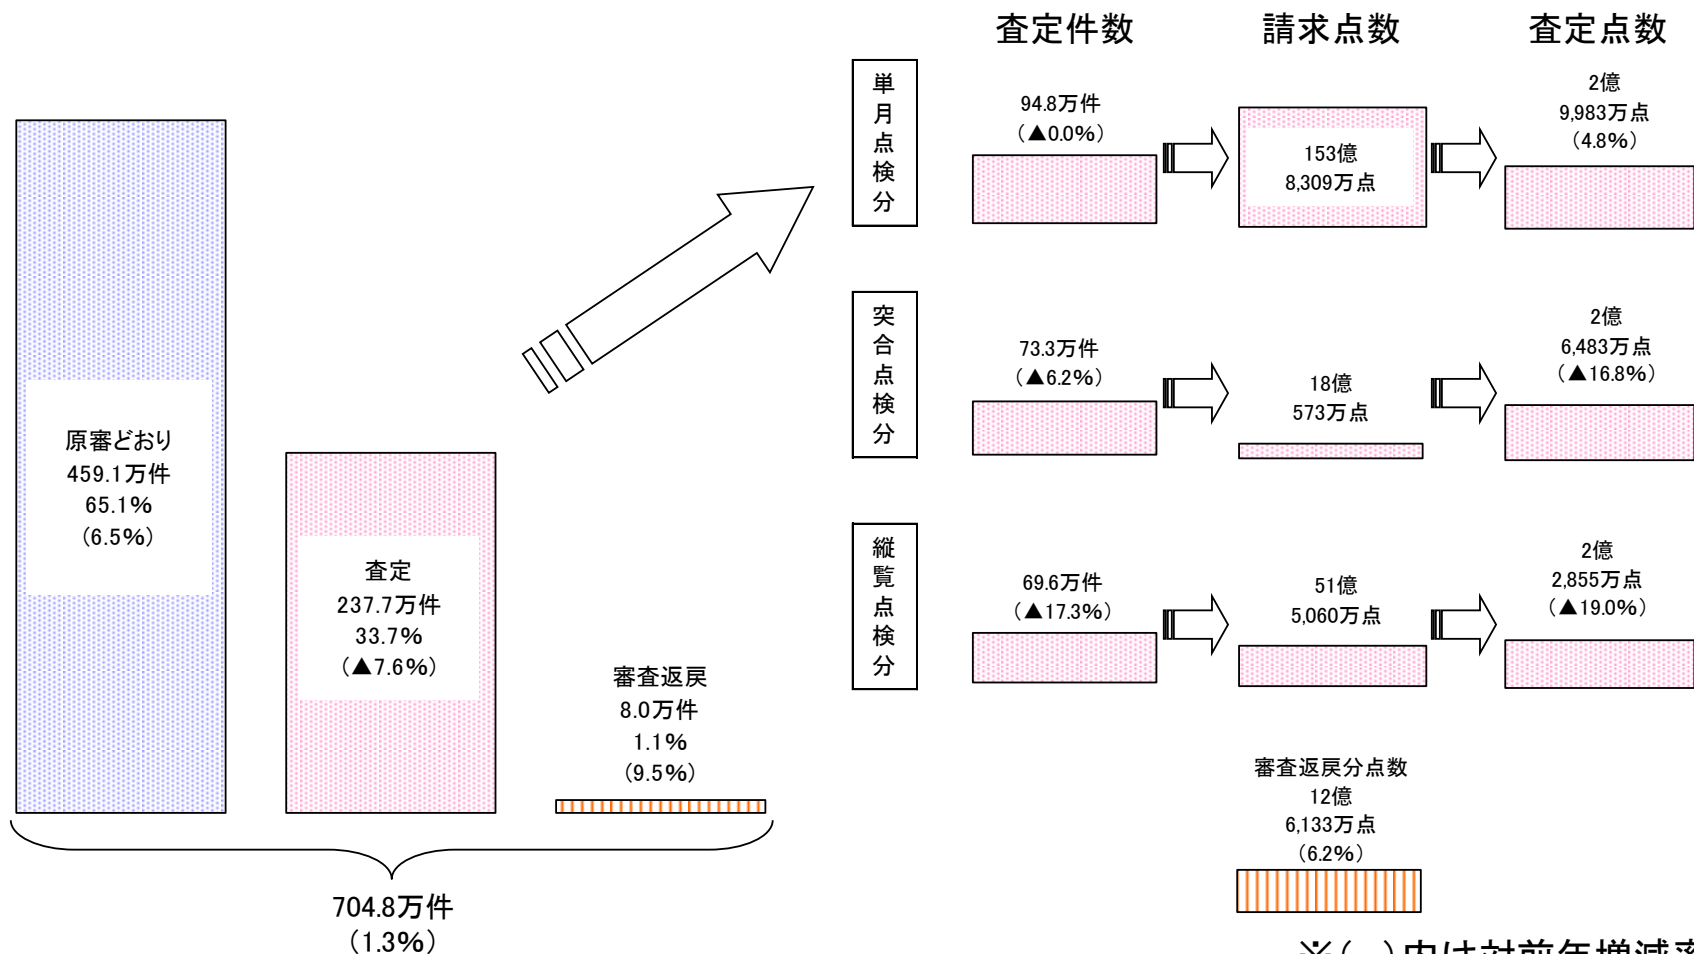 査定件数
請求点数
査定点数
単月点検分
94.8万件
（▲0.0%）
153億
8,309万点
2億
9,983万点
（4.8%）
突合点検分
73.3万件
（▲6.2%）
18億
573万点
2億
6,483万点
（▲16.8%）
縦覧点検分
69.6万件
（▲17.3%）
51億
5,060万点
2億
2,855万点
（▲19.0%）
原審どおり
459.1万件
65.1%
（6.5%）
査定
237.7万件
33.7%
（▲7.6%）
審査返戻
8.0万件
1.1%
（9.5%）
704.8万件
（1.3%）
審査返戻分点数
12億
6,133万点
（6.2%）
※（　）内は対前年増減率